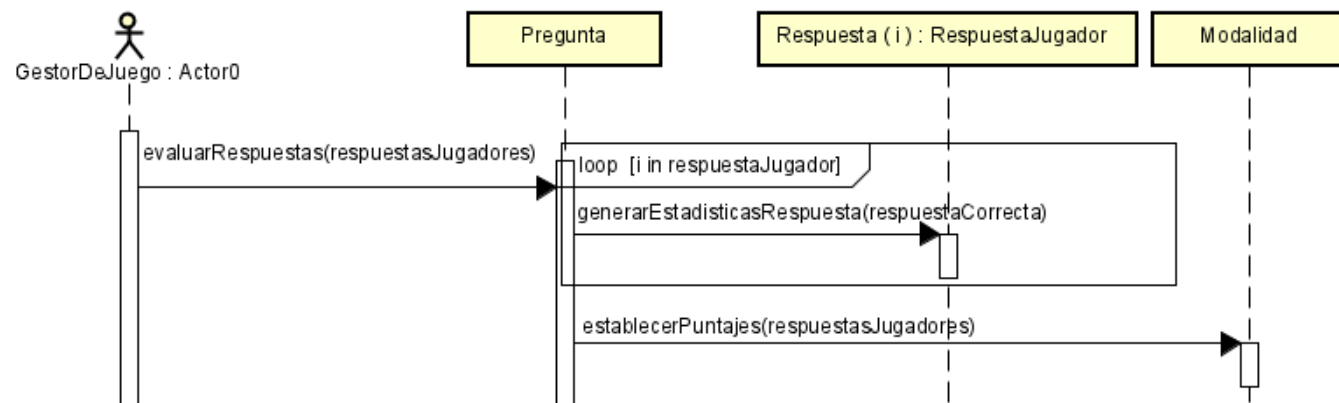 Pregunta
Respuesta ( i ) : RespuestaJugador
Modalidad
GestorDeJuego : Actor0
evaluarRespuestas(respuestasJugadores)
loop [i in respuestaJugador]
generarEstadisticasRespuesta(respuestaCorrecta)
establecerPuntajes(respuestasJugadores)